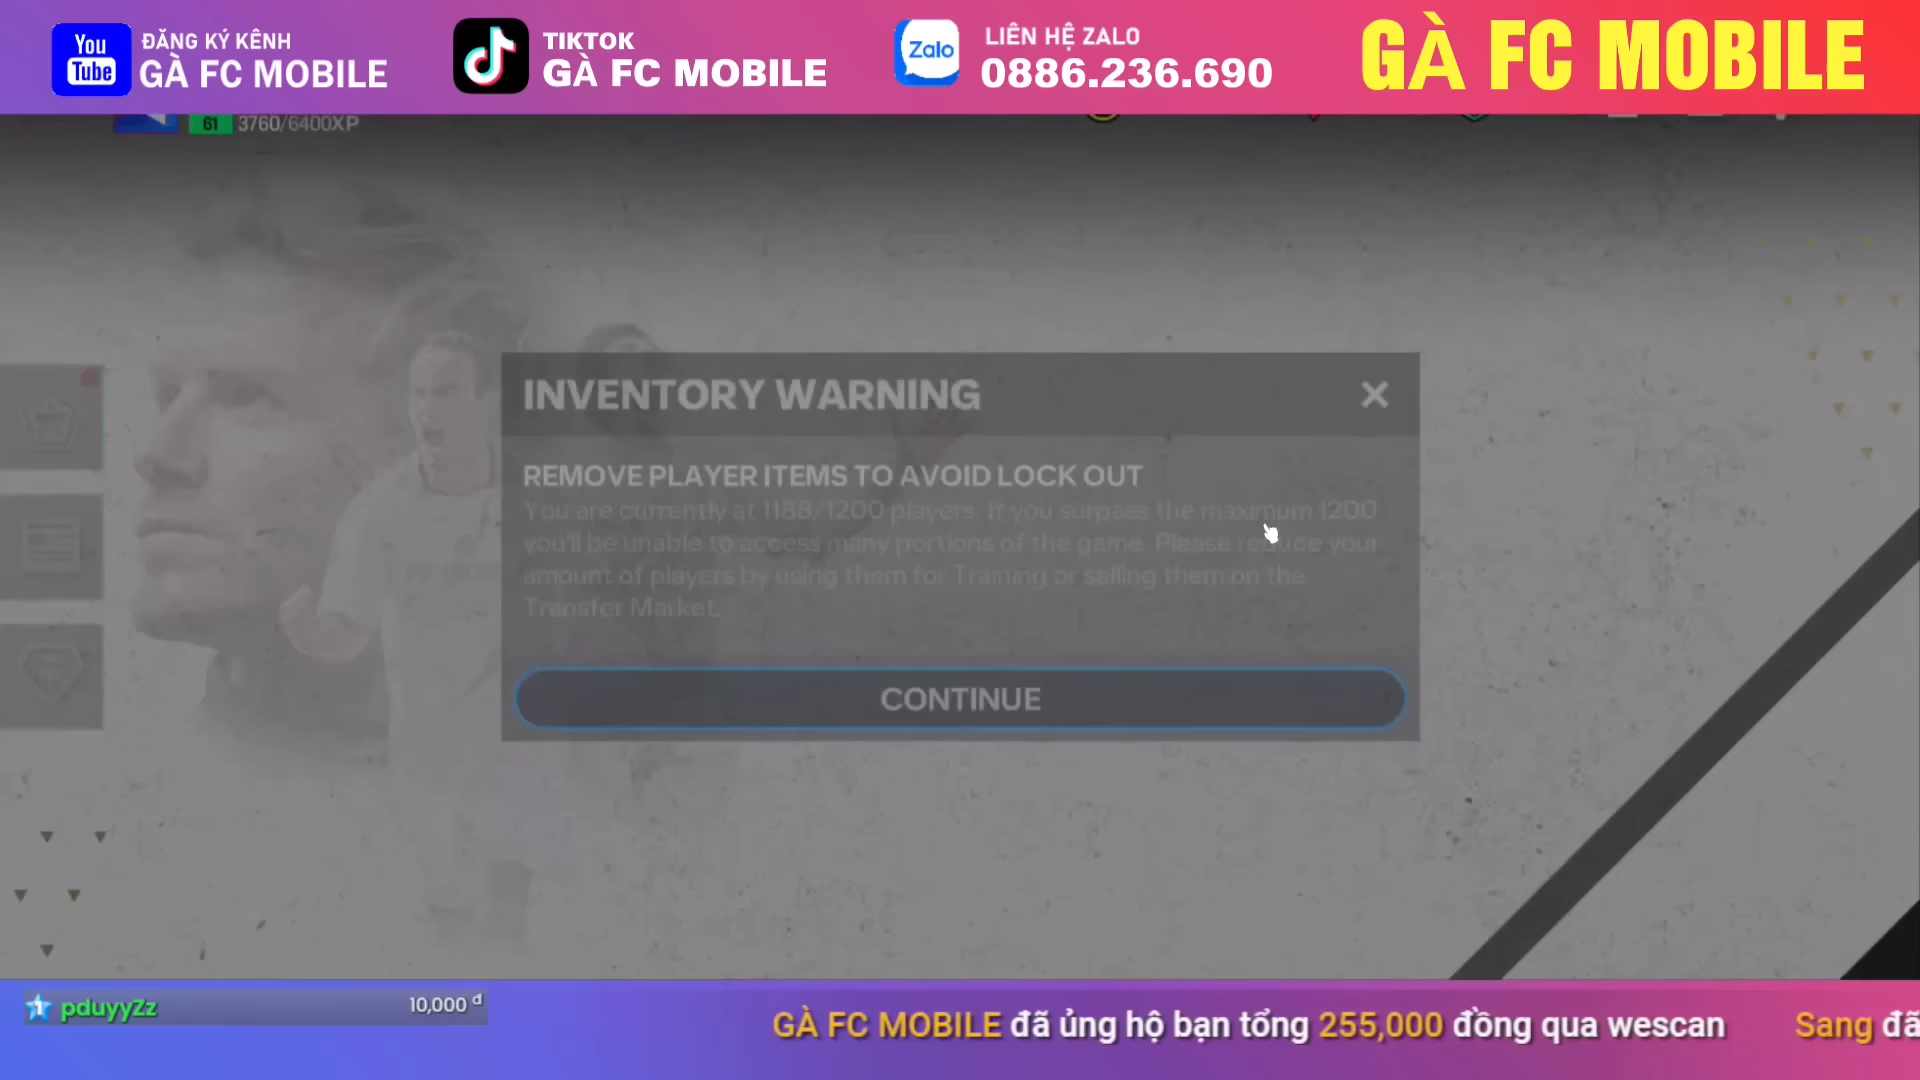 You
Tube
ĐĂNG KÝ KÊNH
GÀ FC MOBILE
TIKTOK
GÀ FC MOBILE
Zalo
LIÊN HỆ ZALO
0886.236.690
GÀ FC MOBILE
61
3760/6400XP
INVENTORY WARNING
REMOVE PLAYER ITEMS TO AVOID LOCK OUT
You are currently at 1188/1200 players. If you surpass the maximum 1200
you'll be unable to access many portions of the game. Please reduce your
amount of players by using them for Training or selling them on the
Transfer Market.
CONTINUE
1
pduyyZz
10,000 đ
GÀ FC MOBILE đã ủng hộ bạn tổng 255,000 đồng qua wescan
Sang đã